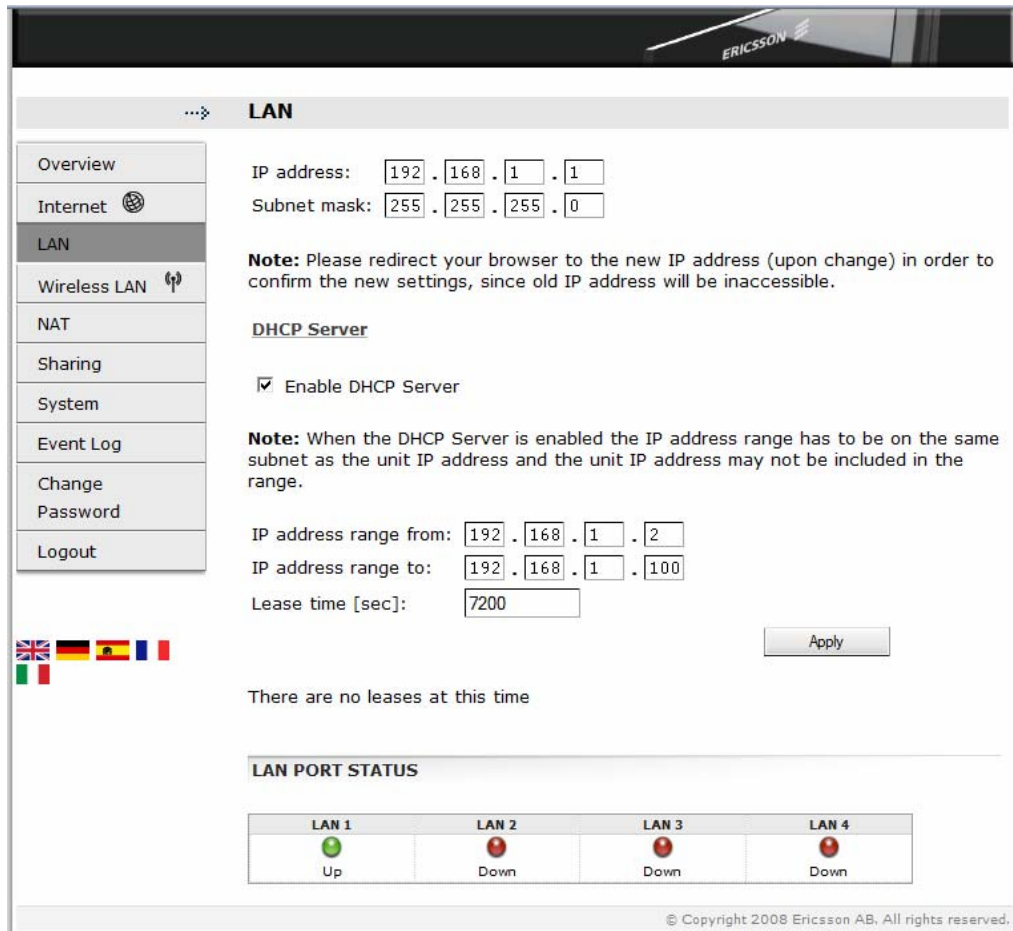 ERICSSON
LAN
Overview
Internet
LAN
Wireless LAN
NAT
Sharing
System
Event Log
Change
Password
Logout
IP address: 192 . 168 . 1 . 1
Subnet mask: 255 . 255 . 255 . 0
Note: Please redirect your browser to the new IP address (upon change) in order to
confirm the new settings, since old IP address will be inaccessible.
DHCP Server
Enable DHCP Server
Note: When the DHCP Server is enabled the IP address range has to be on the same
subnet as the unit IP address and the unit IP address may not be included in the
range.
IP address range from: 192 . 168 . 1 . 2
IP address range to: 192 . 168 . 1 . 100
Lease time [sec]: 7200
Apply
There are no leases at this time
LAN PORT STATUS
LAN 1 LAN 2 LAN 3 LAN 4
Up Down Down Down
© Copyright 2008 Ericsson AB. All rights reserved.